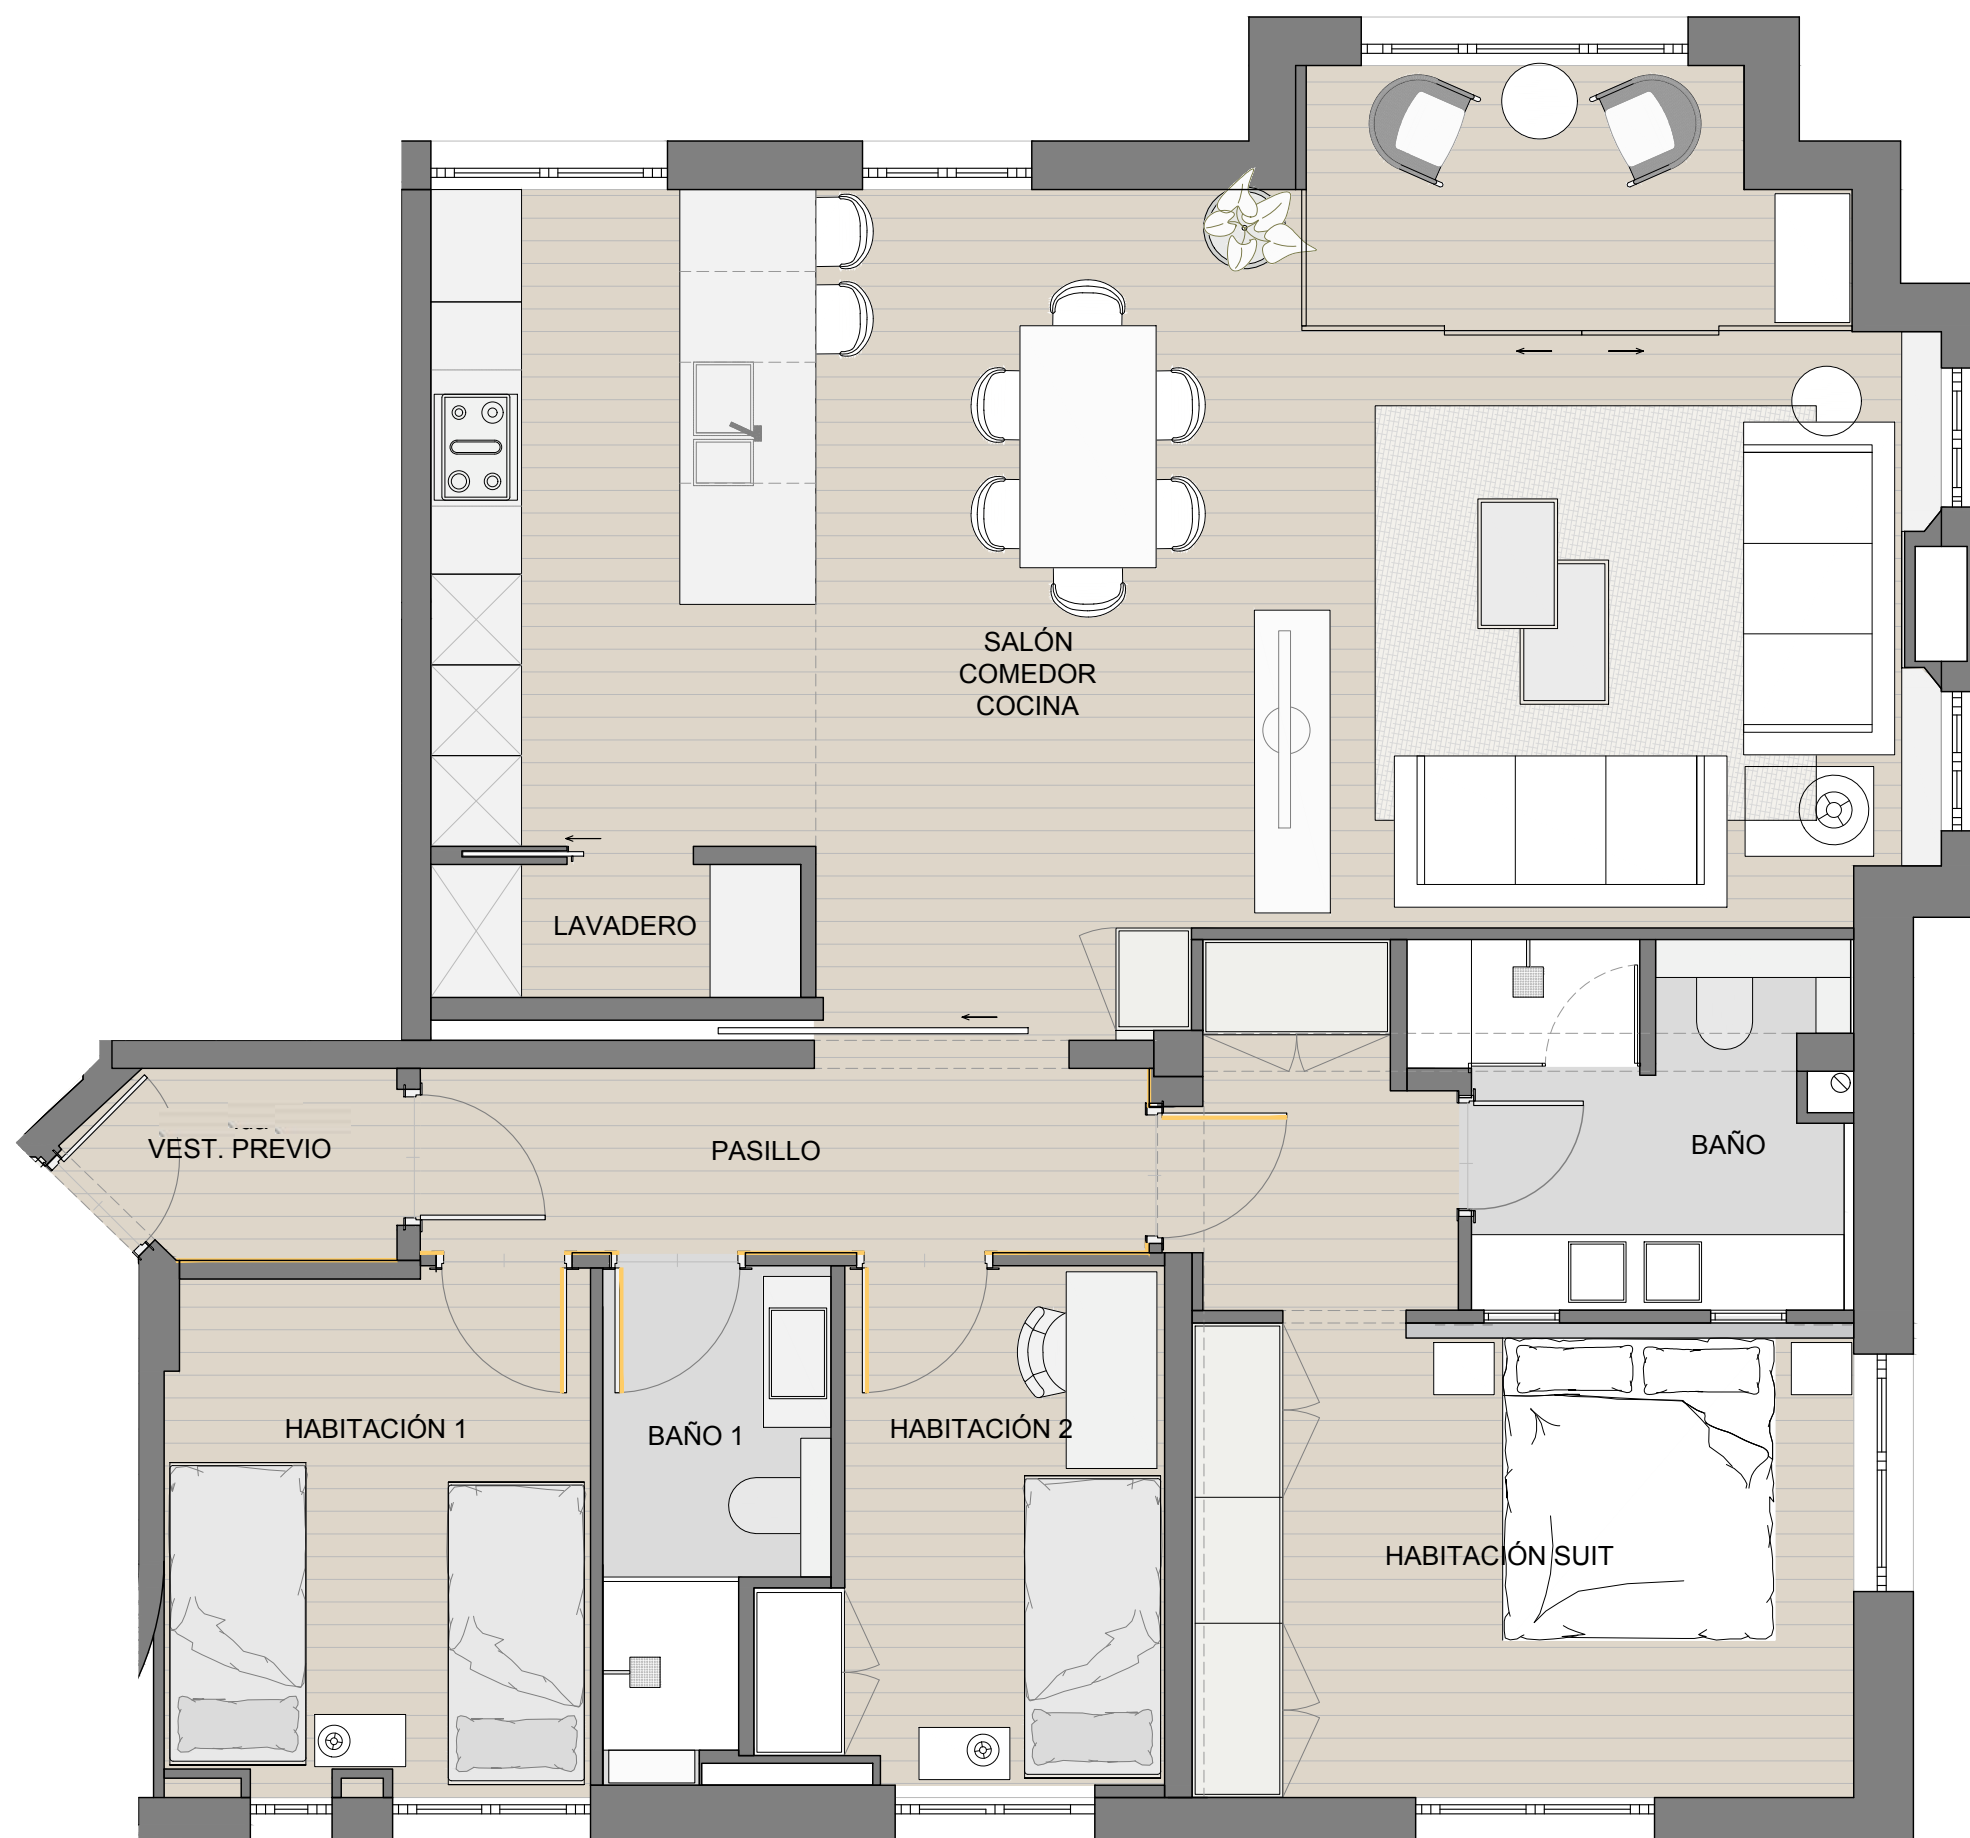 SALÓN
COMEDOR
COCINA
LAVADERO
VEST. PREVIO
PASILLO
BAÑO
HABITACIÓN 1
BAÑO 1
HABITACIÓN 2
HABITACIÓN SUIT